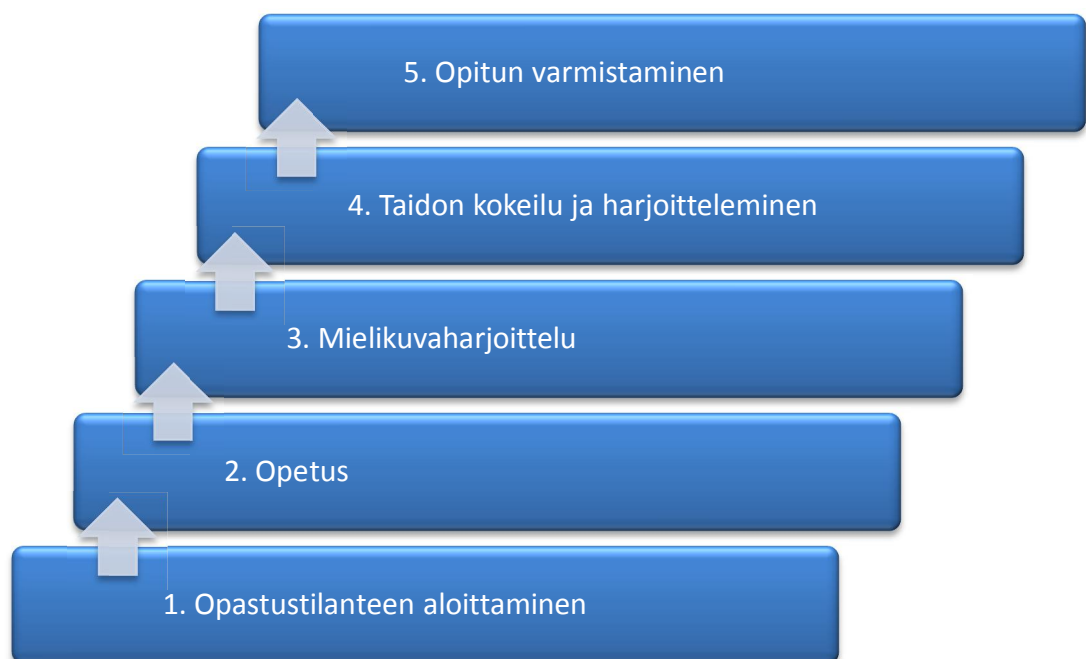 5. Opitun varmistaminen
4. Taidon kokeilu ja harjoitteleminen
3. Mielikuvaharjoittelu
2. Opetus
1. Opastustilanteen aloittaminen